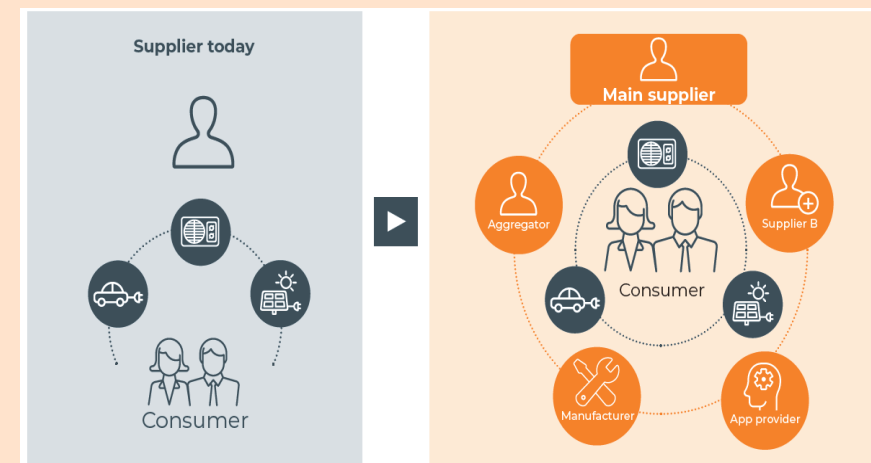 Supplier today
Consumer
Main supplier
Aggregator
Supplier B
Consumer
Manufacturer
App provider